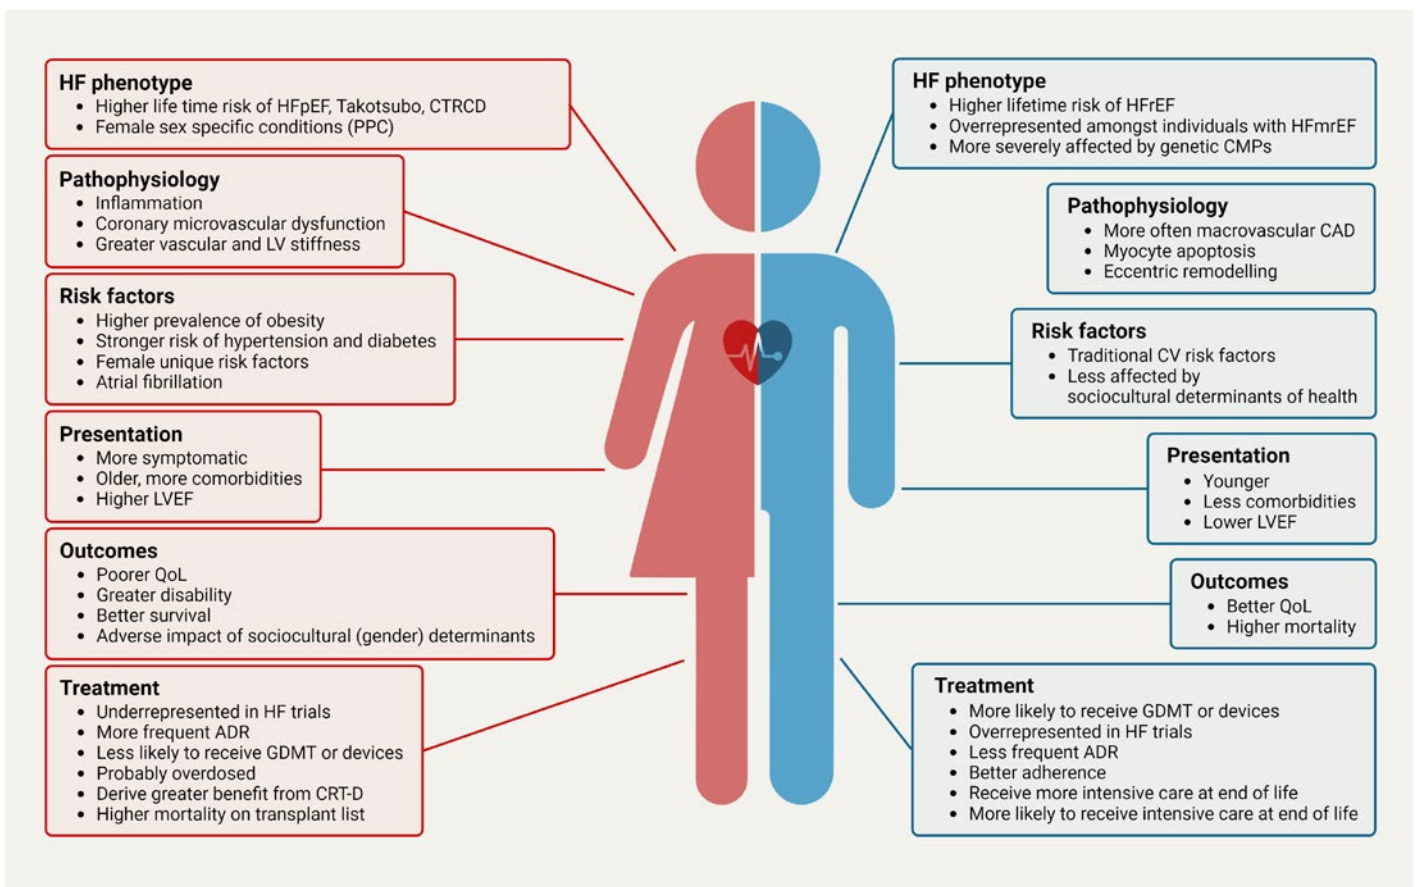 HF phenotype
• Higher life time risk of HFpEF, Takotsubo, CTRCD
• Female sex specific conditions (PPC)
Pathophysiology
• Inflammation
• Coronary microvascular dysfunction
• Greater vascular and LV stiffness
Risk factors
• Higher prevalence of obesity
• Stronger risk of hypertension and diabetes
• Female unique risk factors
• Atrial fibrillation
Presentation
• More symptomatic
• Older, more comorbidities
• Higher LVEF
Outcomes
• Poorer QoL
• Greater disability
• Better survival
• Adverse impact of sociocultural (gender) determinants
Treatment
• Underrepresented in HF trials
• More frequent ADR
• Less likely to receive GDMT or devices
• Probably overdosed
• Derive greater benefit from CRT-D
• Higher mortality on transplant list
HF phenotype
• Higher lifetime risk of HFrEF
• Overrepresented amongst individuals with HFmrEF
• More severely affected by genetic CMPs
Pathophysiology
• More often macrovascular CAD
• Myocyte apoptosis
• Eccentric remodelling
Risk factors
• Traditional CV risk factors
• Less affected by
sociocultural determinants of health
Presentation
• Younger
• Less comorbidities
• Lower LVEF
Outcomes
• Better QoL
• Higher mortality
Treatment
• More likely to receive GDMT or devices
• Overrepresented in HF trials
• Less frequent ADR
• Better adherence
• Receive more intensive care at end of life
• More likely to receive intensive care at end of life